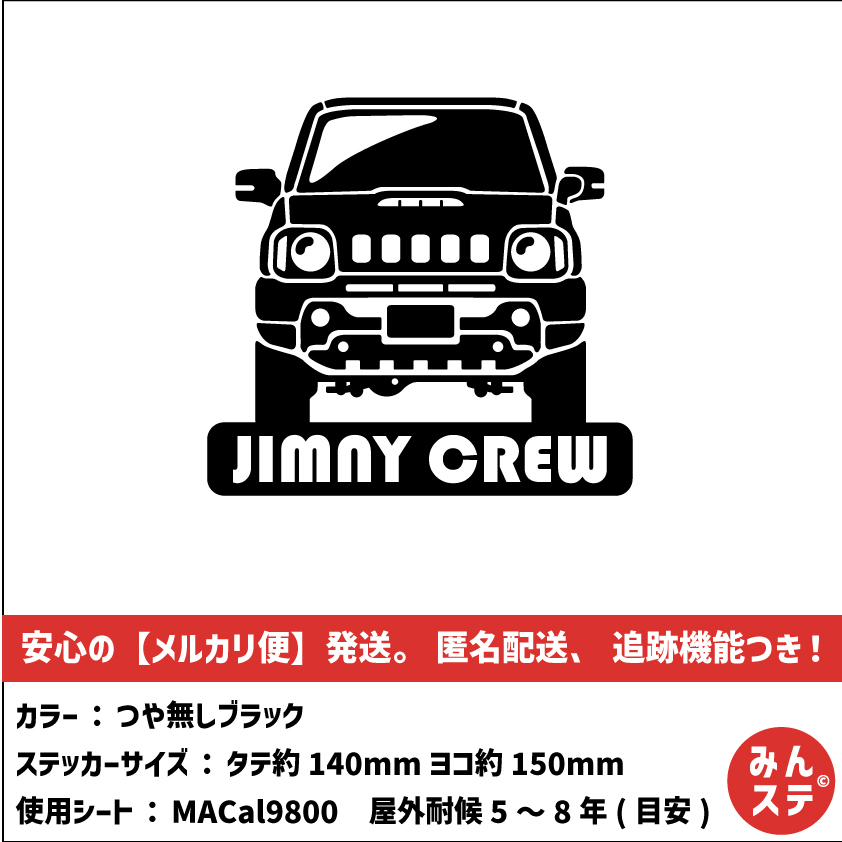 JIMNY CREW
安心の【メルカリ便】発送。 匿名配送、 追跡機能つき!
カラー : つや無しブラック
ステッカーサイズ : タテ約 140mm ヨコ約 150mm
使用シート : MACal9800 屋外耐候 5 ～ 8 年 ( 目安 )
みん
ステ©